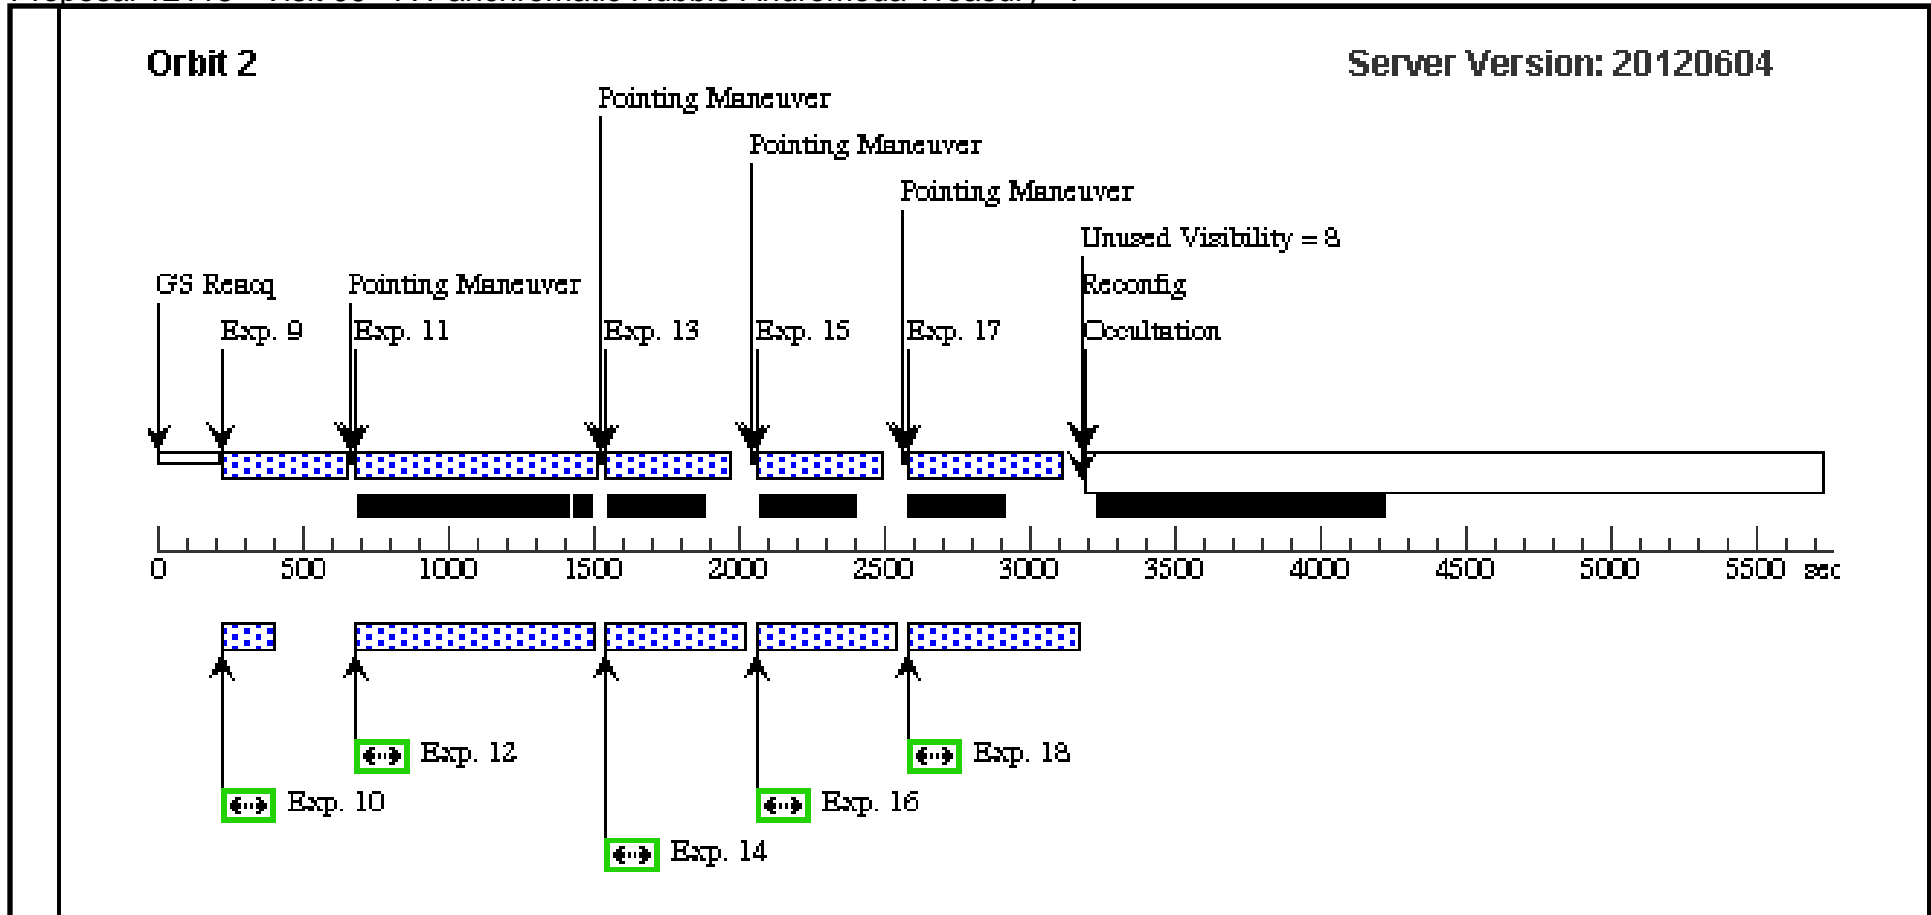 Orbit 2
Server Version: 20120604
Pointing Maneuver
Pointing Maneuver
Pointing Maneuver
Unused Visibility = 8
GS Reacq
Pointing Maneuver
Reconfig
Exp. 9
Exp. 11
Exp. 13
Exp. 15
Exp. 17
Occultation
0 500 1000 1500 2000 2500 3000 3500 4000 4500 5000 5500 sec
Exp. 12
Exp. 18
Exp. 10
Exp. 16
Exp. 14